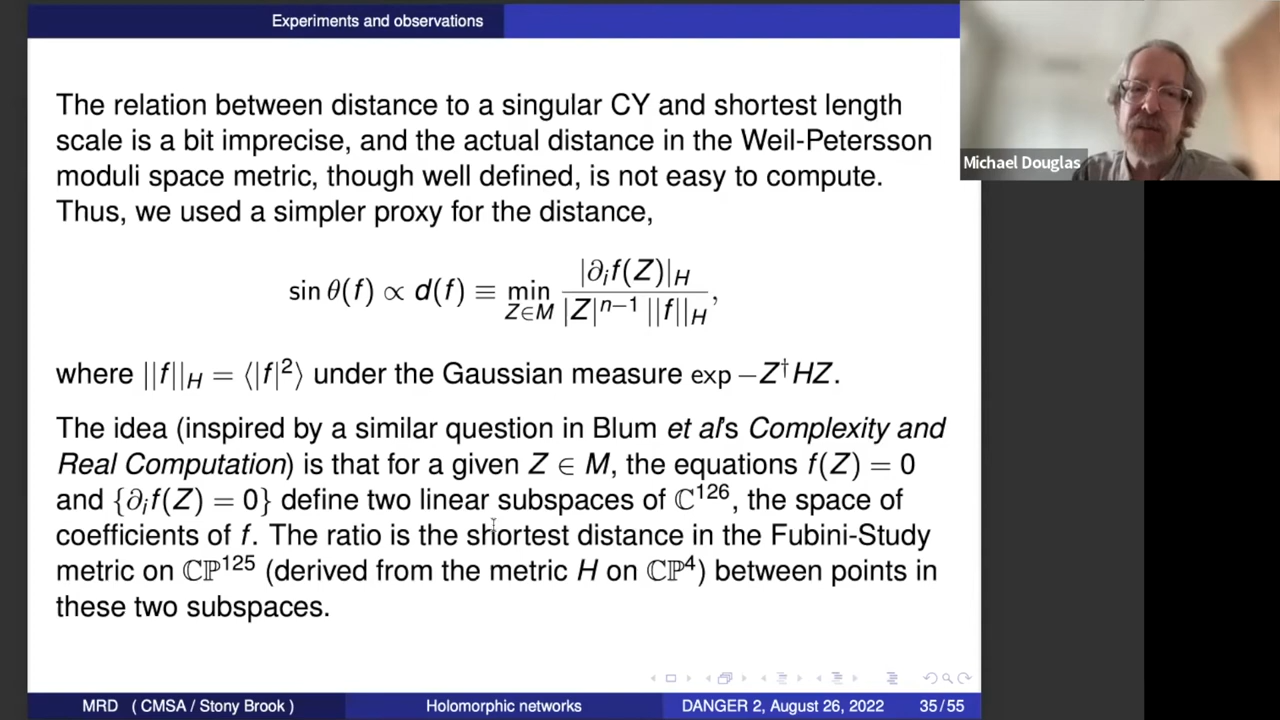 Experiments and observations
The relation between distance to a singular CY and shortest length
scale is a bit imprecise, and the actual distance in the Weil-Petersson
moduli space metric, though well defined, is not easy to compute.
Thus, we used a simpler proxy for the distance,
sin θ(f) ∝ d(f) ≡ min_{Z∈M} |∂_i f(Z)|_H / (|Z|^{n−1} ||f||_H),
where ||f||_H = ⟨|f|²⟩ under the Gaussian measure exp −Z†HZ.
The idea (inspired by a similar question in Blum et al's Complexity and
Real Computation) is that for a given Z ∈ M, the equations f(Z) = 0
and {∂_i f(Z) = 0} define two linear subspaces of ℂ¹²⁶, the space of
coefficients of f. The ratio is the shortest distance in the Fubini-Study
metric on ℂℙ¹²⁵ (derived from the metric H on ℂℙ⁴) between points in
these two subspaces.
MRD ( CMSA / Stony Brook ) Holomorphic networks DANGER 2, August 26, 2022 35/55
Michael Douglas